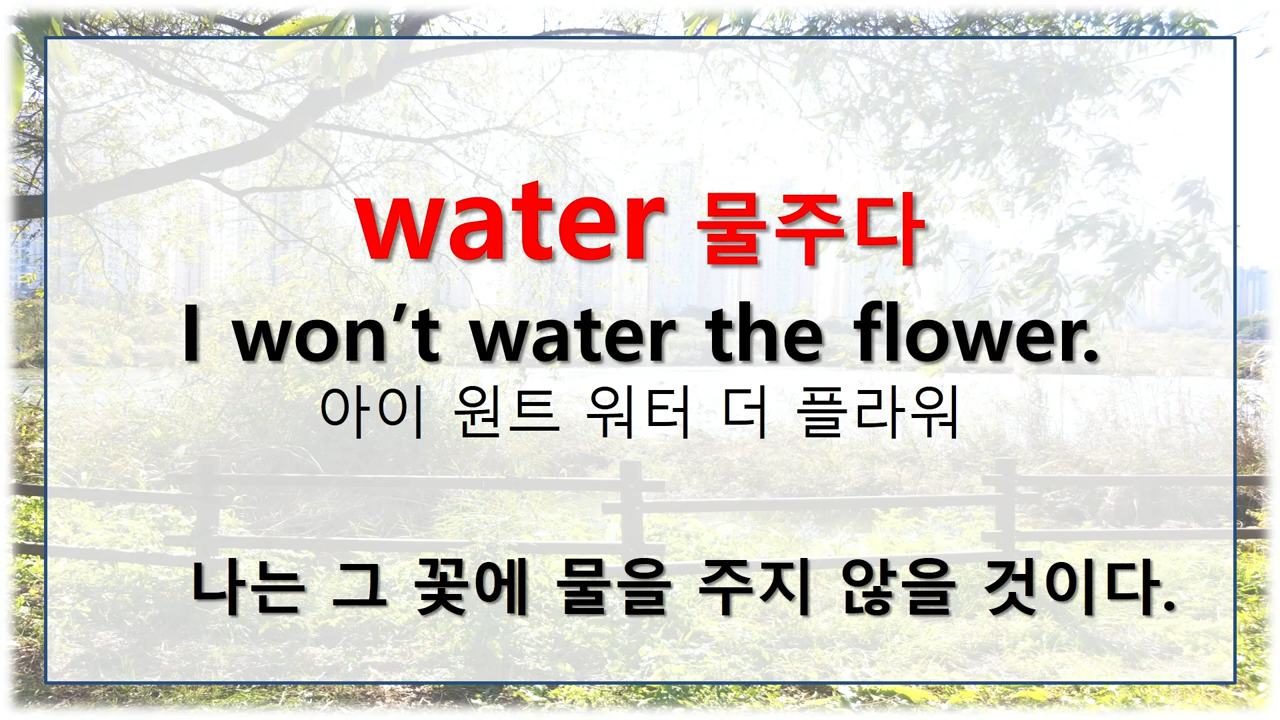 water 물주다
I won’t water the flower.
아이 원트 워터 더 플라워
나는 그 꽃에 물을 주지 않을 것이다.